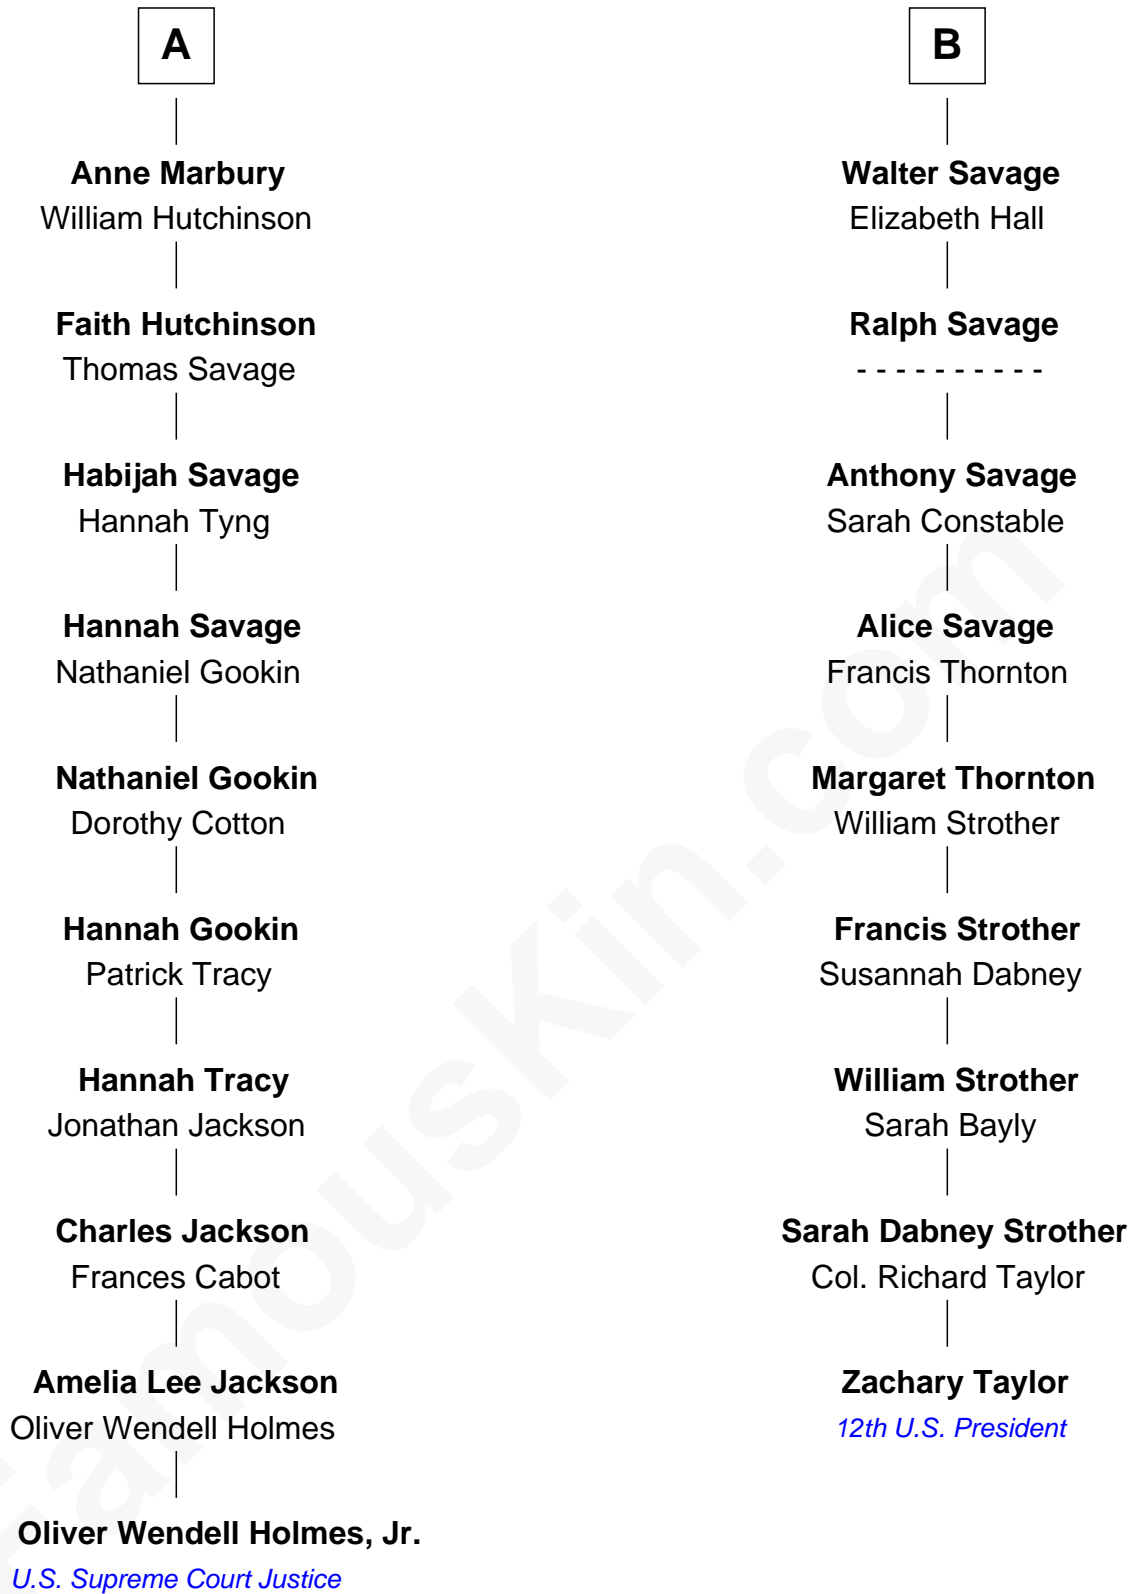 A
Anne Marbury
William Hutchinson
Faith Hutchinson
Thomas Savage
Habijah Savage
Hannah Tyng
Hannah Savage
Nathaniel Gookin
Nathaniel Gookin
Dorothy Cotton
Hannah Gookin
Patrick Tracy
Hannah Tracy
Jonathan Jackson
Charles Jackson
Frances Cabot
Amelia Lee Jackson
Oliver Wendell Holmes
Oliver Wendell Holmes, Jr.
U.S. Supreme Court Justice
B
Walter Savage
Elizabeth Hall
Ralph Savage
- - - - - - - - - -
Anthony Savage
Sarah Constable
Alice Savage
Francis Thornton
Margaret Thornton
William Strother
Francis Strother
Susannah Dabney
William Strother
Sarah Bayly
Sarah Dabney Strother
Col. Richard Taylor
Zachary Taylor
12th U.S. President
FamousKin.com